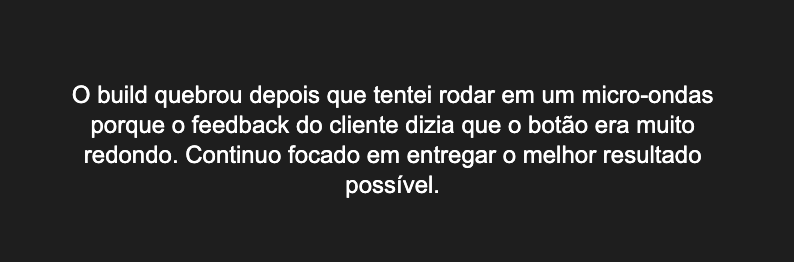 O build quebrou depois que tentei rodar em um micro-ondas
porque o feedback do cliente dizia que o botão era muito
redondo. Continuo focado em entregar o melhor resultado
possível.